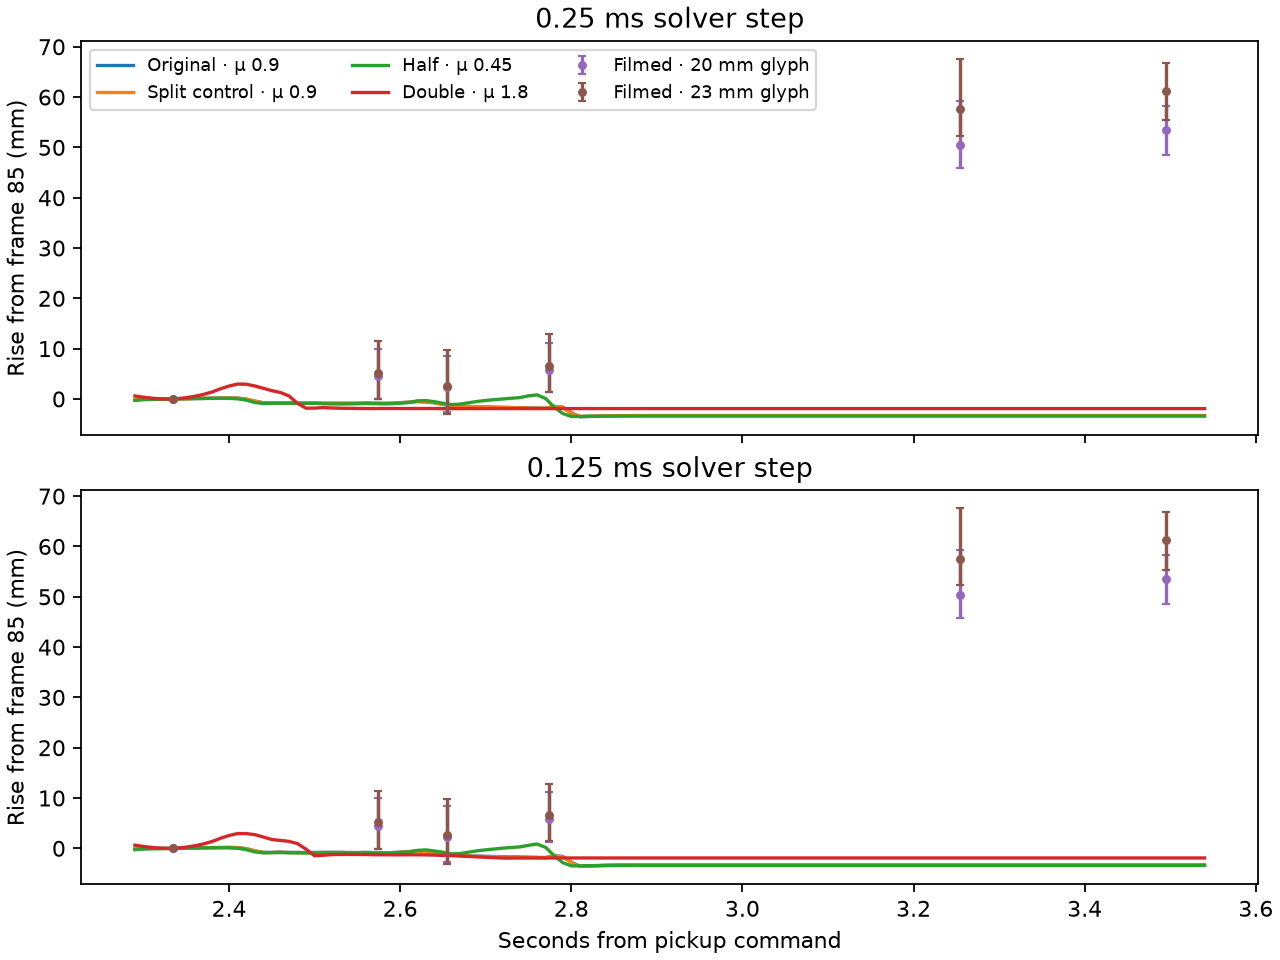 0.25 ms solver step
70
60
50
40
30
20
10
0
Rise from frame 85 (mm)
Original · μ 0.9
Split control · μ 0.9
Half · μ 0.45
Double · μ 1.8
Filmed · 20 mm glyph
Filmed · 23 mm glyph
0.125 ms solver step
70
60
50
40
30
20
10
0
Rise from frame 85 (mm)
2.4 2.6 2.8 3.0 3.2 3.4 3.6
Seconds from pickup command